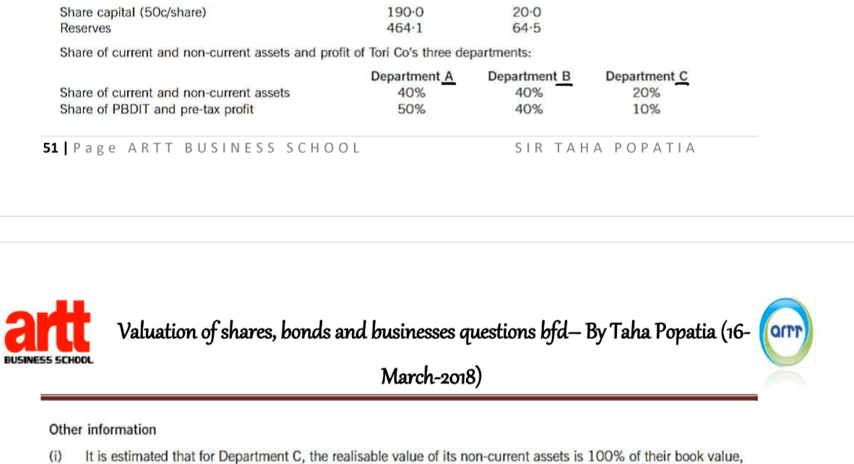 Share capital (50c/share) 190·0 20·0
Reserves 464·1 64·5
Share of current and non-current assets and profit of Tori Co's three departments:
Department A Department B Department C
Share of current and non-current assets 40% 40% 20%
Share of PBDIT and pre-tax profit 50% 40% 10%
51 | Page ARTT BUSINESS SCHOOL SIR TAHA POPATIA
artt
BUSINESS SCHOOL
Valuation of shares, bonds and businesses questions bfd– By Taha Popatia (16-
March-2018)
artt
Other information
(i) It is estimated that for Department C, the realisable value of its non-current assets is 100% of their book value,